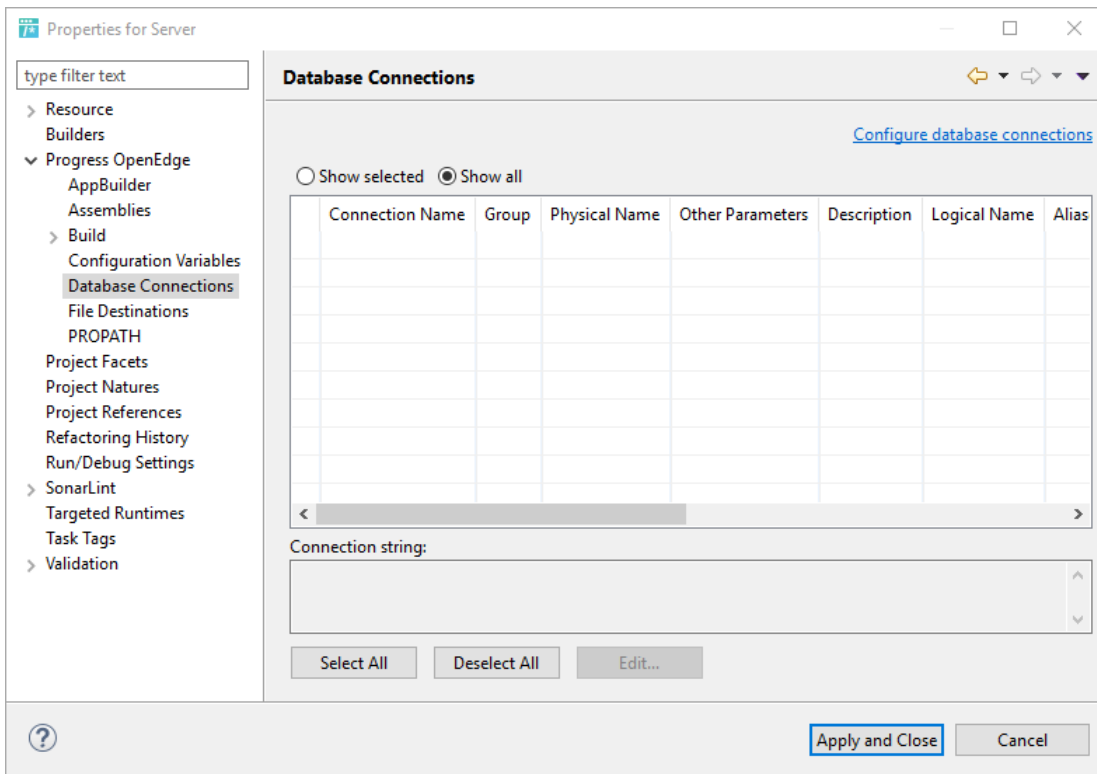 Properties for Server
type filter text
Resource
Builders
Progress OpenEdge
AppBuilder
Assemblies
Build
Configuration Variables
Database Connections
File Destinations
PROPATH
Project Facets
Project Natures
Project References
Refactoring History
Run/Debug Settings
SonarLint
Targeted Runtimes
Task Tags
Validation
Database Connections
Configure database connections
Show selected Show all
Connection Name Group Physical Name Other Parameters Description Logical Name Alias
Connection string:
Select All Deselect All Edit...
Apply and Close Cancel